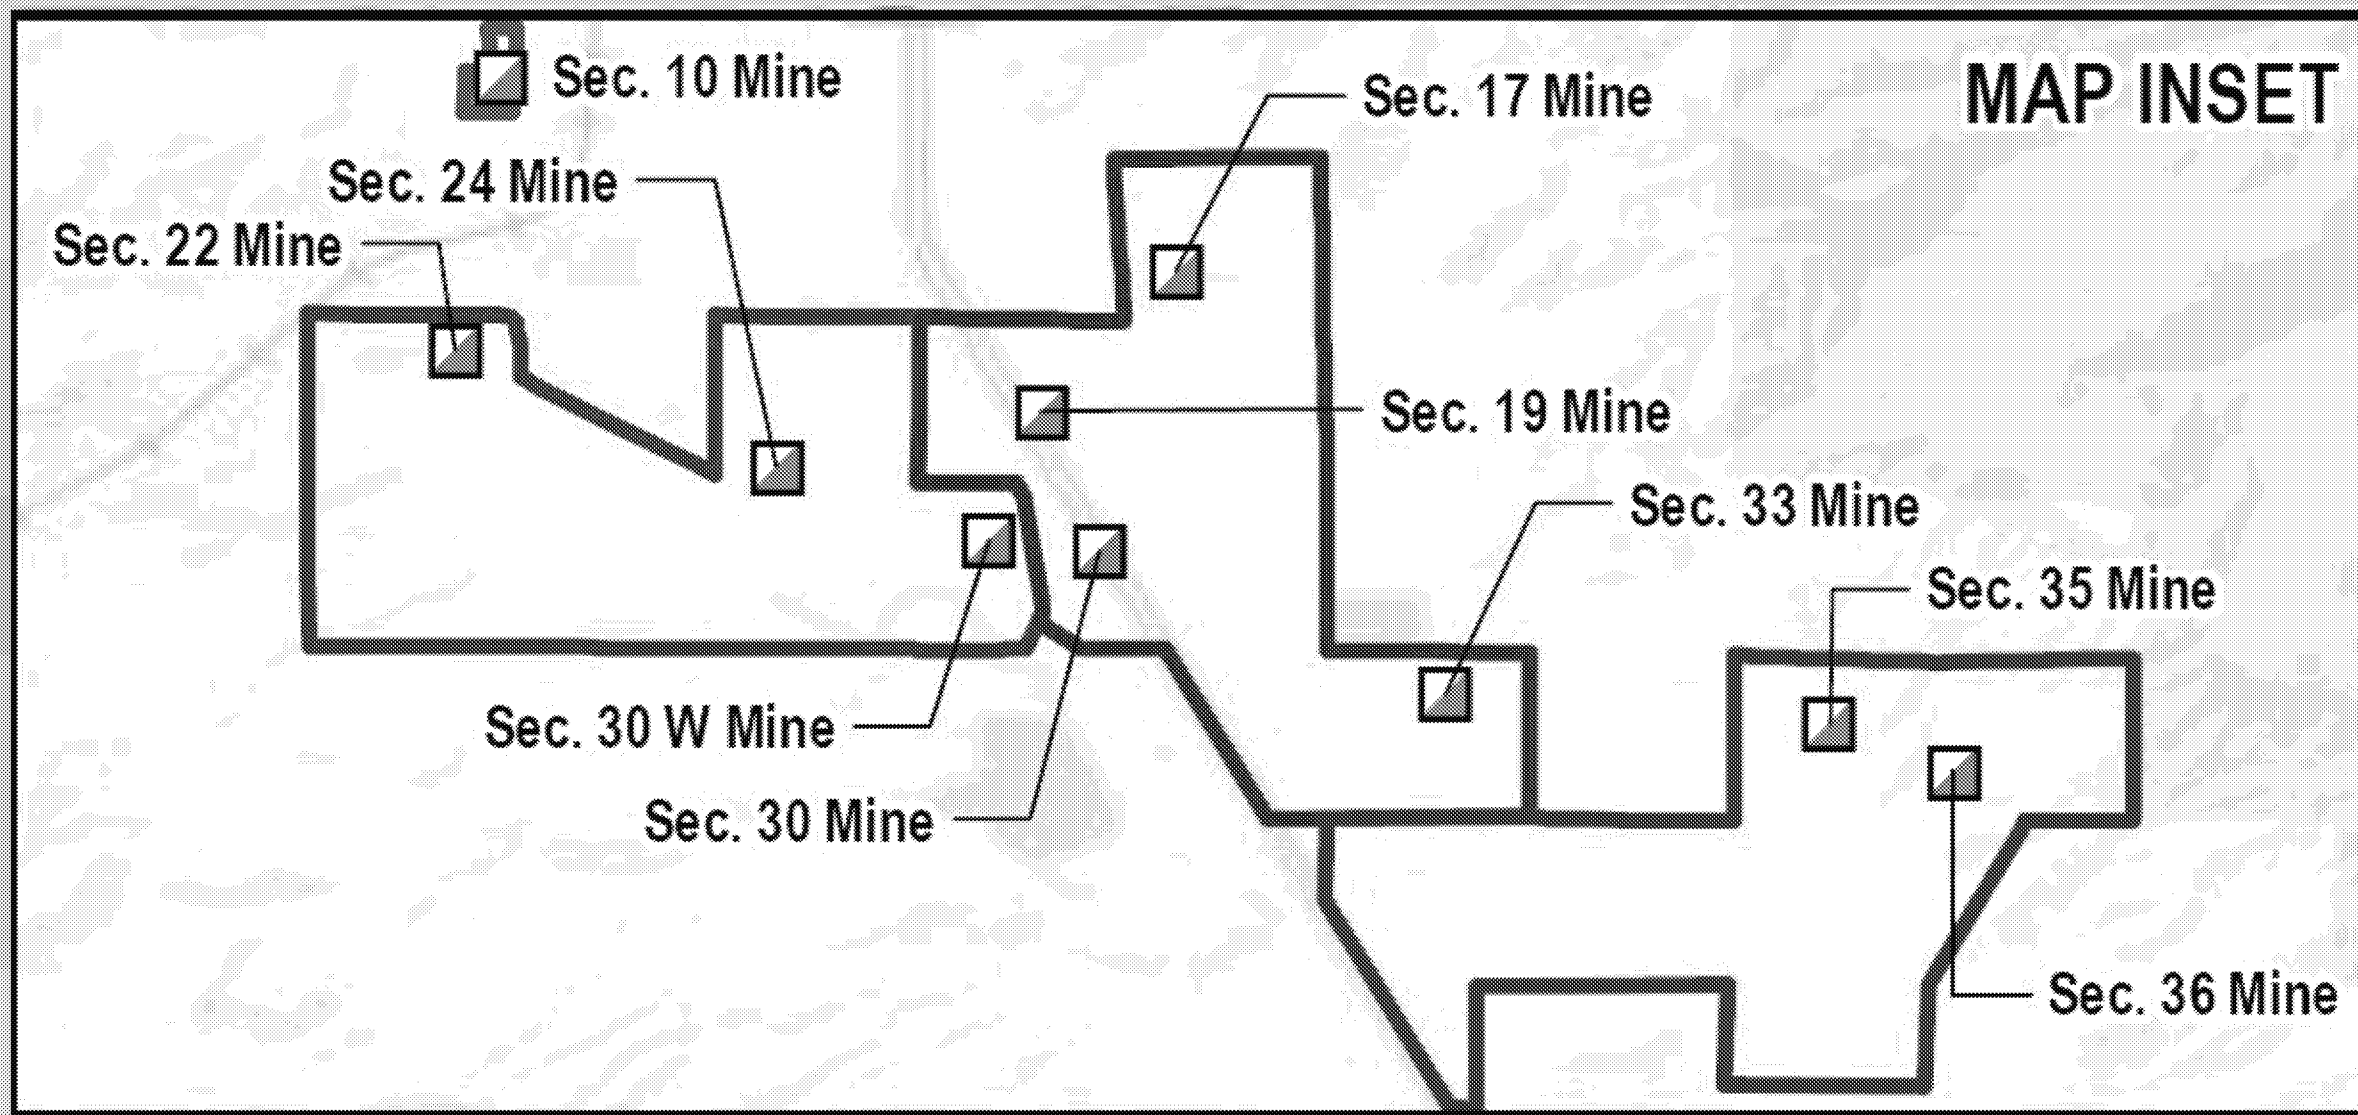 Sec. 10 Mine
Sec. 17 Mine
MAP INSET
Sec. 24 Mine
Sec. 22 Mine
Sec. 19 Mine
Sec. 33 Mine
Sec. 35 Mine
Sec. 30 W Mine
Sec. 30 Mine
Sec. 36 Mine